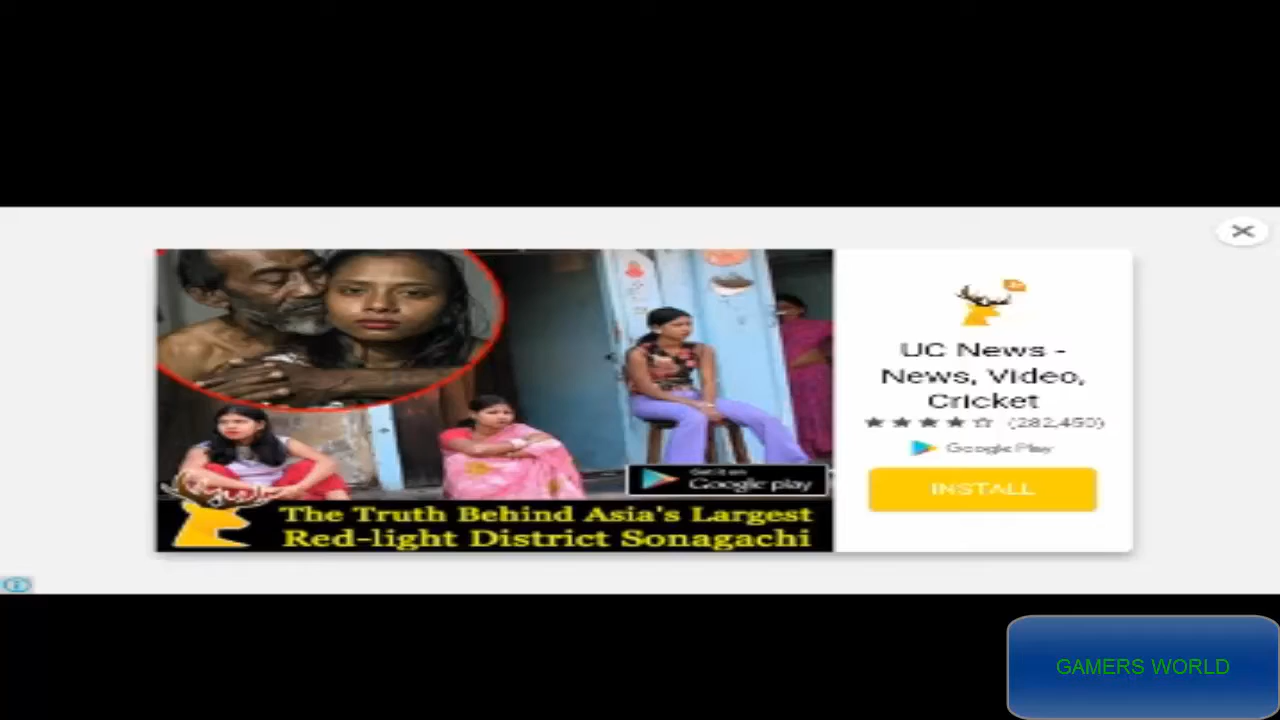 UC News -
News, Video,
Cricket
(282,450)
Google Play
INSTALL
Get it on
Google play
The Truth Behind Asia's Largest
Red-light District Sonagachi
GAMERS WORLD